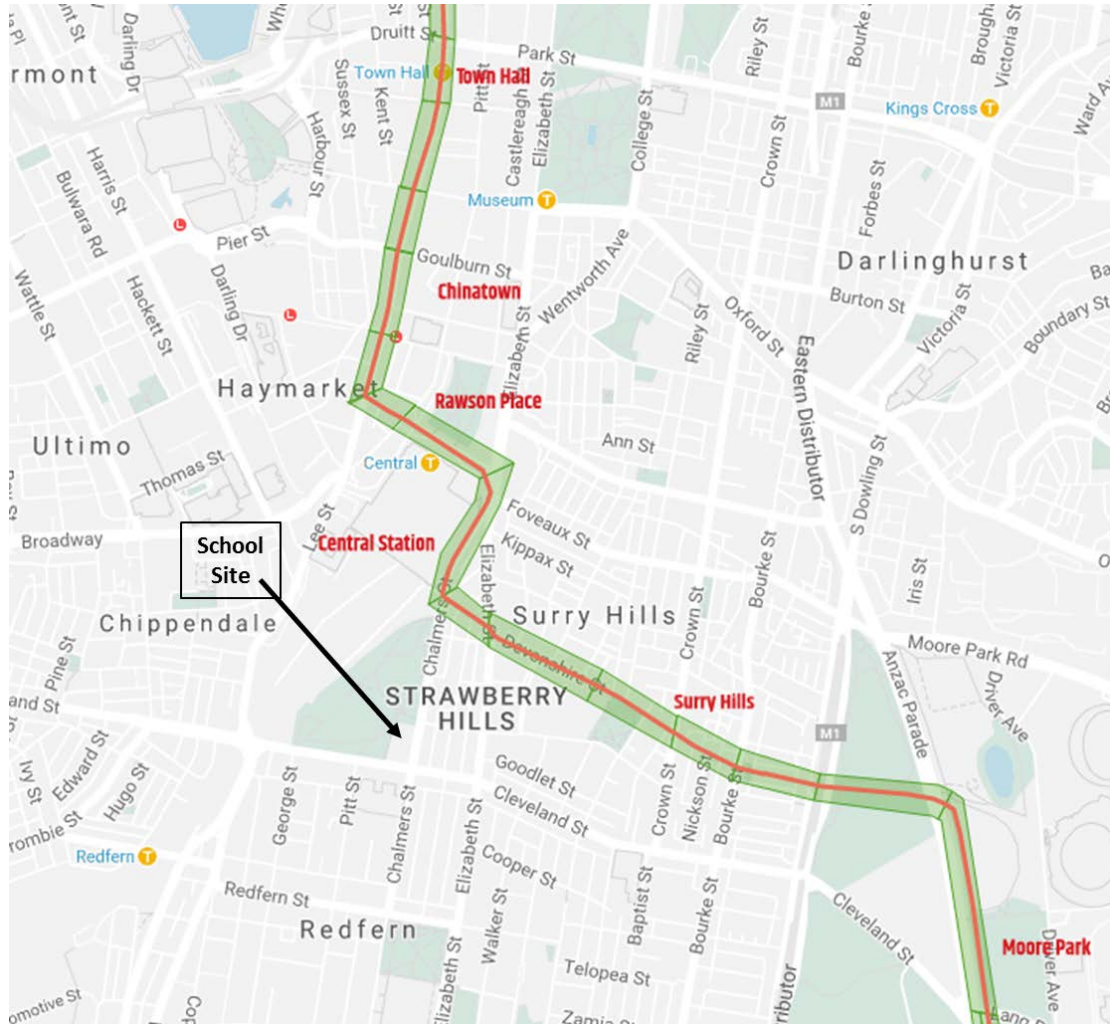 Druitt St
Park St
Town Hall
Town Hall
Pitt St
Castlereagh St
Elizabeth St
College St
Riley St
Bourke St
Victoria St
M1
Kings Cross
Crown St
Darling Dr
Sussex St
Kent St
Harbour St
Harris St
Bulwara Rd
Museum
Forbes St
Pier St
Goulburn St
Wentworth Ave
Darlinghurst
Burton St
Chinatown
Wattle St
Hackett St
Darling Dr
Oxford St
Riley St
Victoria St
Boundary St
Elizabeth St
Eastern Distributor
Haymarket
Rawson Place
Ultimo
Ann St
Central
Thomas St
S Dowling St
Lee St
Foveaux St
Broadway
Central Station
Kippax St
School
Site
Elizabeth St
Bourke St
Iris St
Chalmers St
Surry Hills
Crown St
Chippendale
Devonshire St
Moore Park Rd
Pine St
Anzac Parade
Driver Ave
STRAWBERRY
HILLS
Surry Hills
M1
Ivy St
Edward St
Hugo St
George St
Pitt St
Chalmers St
Goodlet St
Cleveland St
Elizabeth St
Crown St
Nickson St
Bourke St
Redfern
Cooper St
Redfern St
Baptist St
Bourke St
Walker St
Cleveland St
Redfern
Elizabeth St
Telopea St
Moore Park
Driver Ave